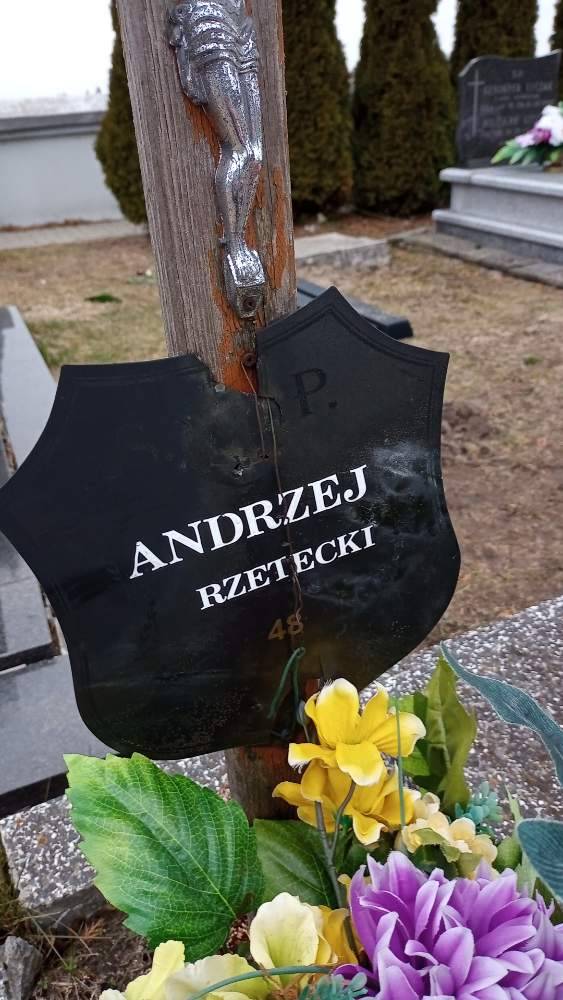 P.
ANDRZEJ
RZETECKI
48